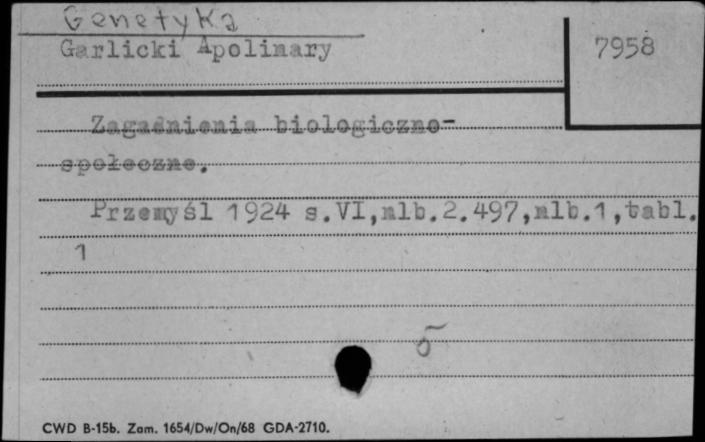 Genetyka
Garlicki Apolinary
7958
Zagadnienia biologiczno-
społeczne.
Przemyśl 1924 s.VI,nlb.2.497,nlb.1,tabl.
1
CWD B-15b. Zam. 1654/Dw/On/68 GDA-2710.